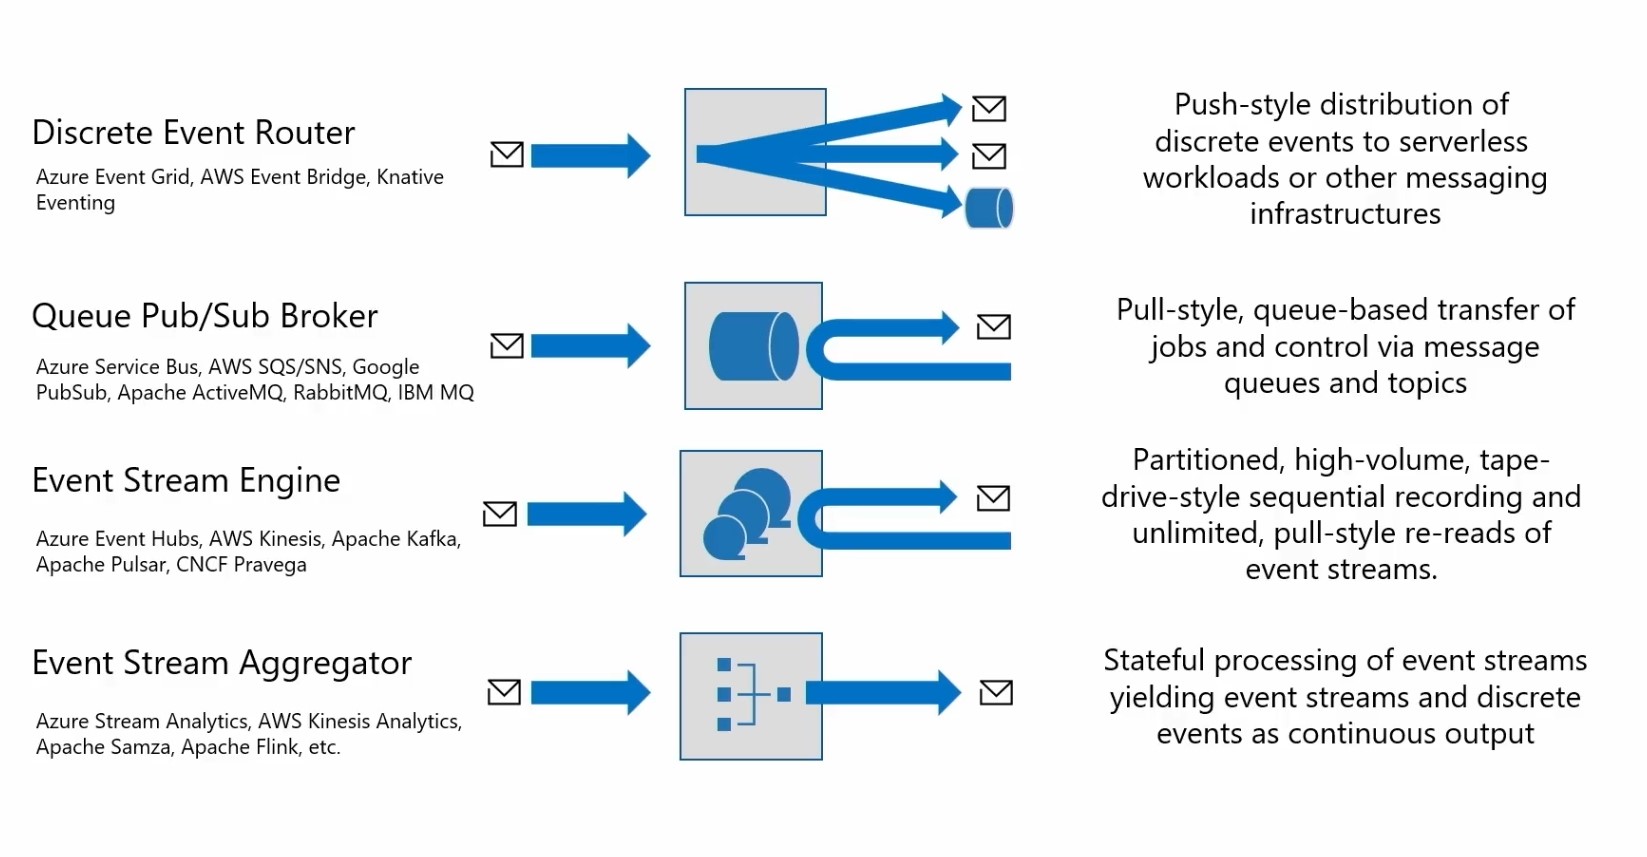 Discrete Event Router
Azure Event Grid, AWS Event Bridge, Knative
Eventing
Push-style distribution of
discrete events to serverless
workloads or other messaging
infrastructures
Queue Pub/Sub Broker
Azure Service Bus, AWS SQS/SNS, Google
PubSub, Apache ActiveMQ, RabbitMQ, IBM MQ
Pull-style, queue-based transfer of
jobs and control via message
queues and topics
Event Stream Engine
Azure Event Hubs, AWS Kinesis, Apache Kafka,
Apache Pulsar, CNCF Pravega
Partitioned, high-volume, tape-
drive-style sequential recording and
unlimited, pull-style re-reads of
event streams.
Event Stream Aggregator
Azure Stream Analytics, AWS Kinesis Analytics,
Apache Samza, Apache Flink, etc.
Stateful processing of event streams
yielding event streams and discrete
events as continuous output